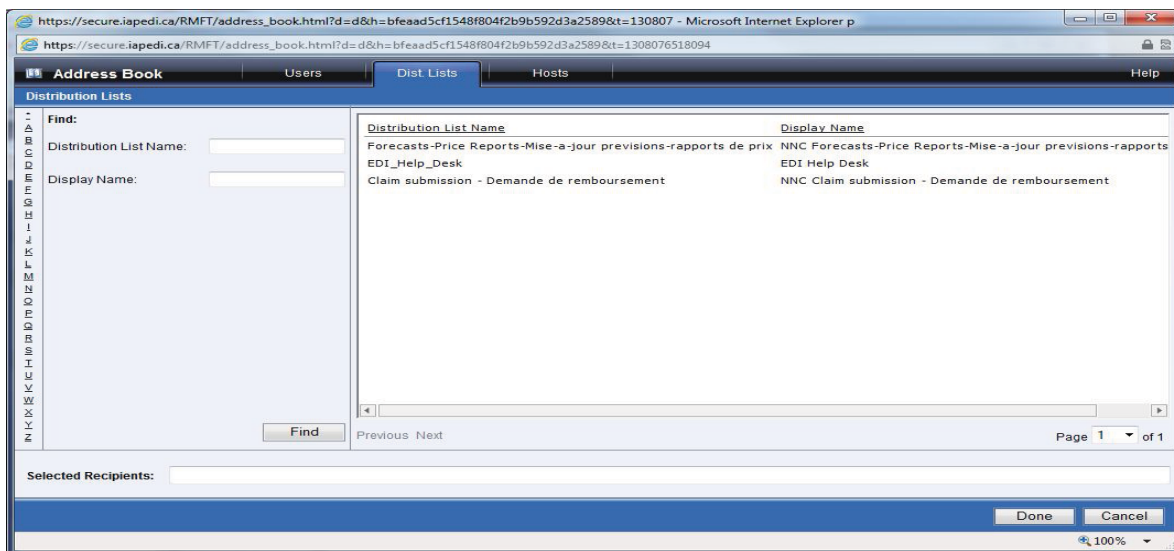 https://secure.iapedi.ca/RMFT/address_book.html?d=d&h=bfeaad5cf1548f804f2b9b592d3a2589&t=130807 - Microsoft Internet Explorer p
https://secure.iapedi.ca/RMFT/address_book.html?d=d&h=bfeaad5cf1548f804f2b9b592d3a2589&t=1308076518094
Address Book Users Dist. Lists Hosts Help
Distribution Lists
Find:
Distribution List Name:
Display Name:
-
A
B
C
D
E
F
G
H
I
J
K
L
M
N
O
P
Q
R
S
T
U
V
W
X
Y
Z
Find
Distribution List Name Display Name
Forecasts-Price Reports-Mise-a-jour previsions-rapports de prix NNC Forecasts-Price Reports-Mise-a-jour previsions-rapports
EDI_Help_Desk EDI Help Desk
Claim submission - Demande de remboursement NNC Claim submission - Demande de remboursement
Previous Next Page 1 of 1
Selected Recipients:
Done Cancel
100%